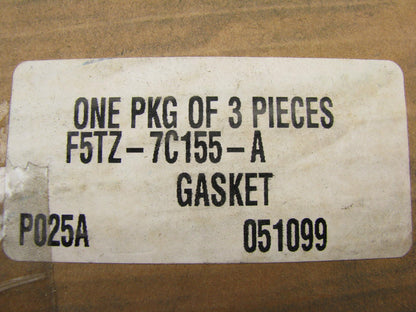 ONE PKG OF 3 PIECES
F5TZ-7C155-A
GASKET
P025A 051099